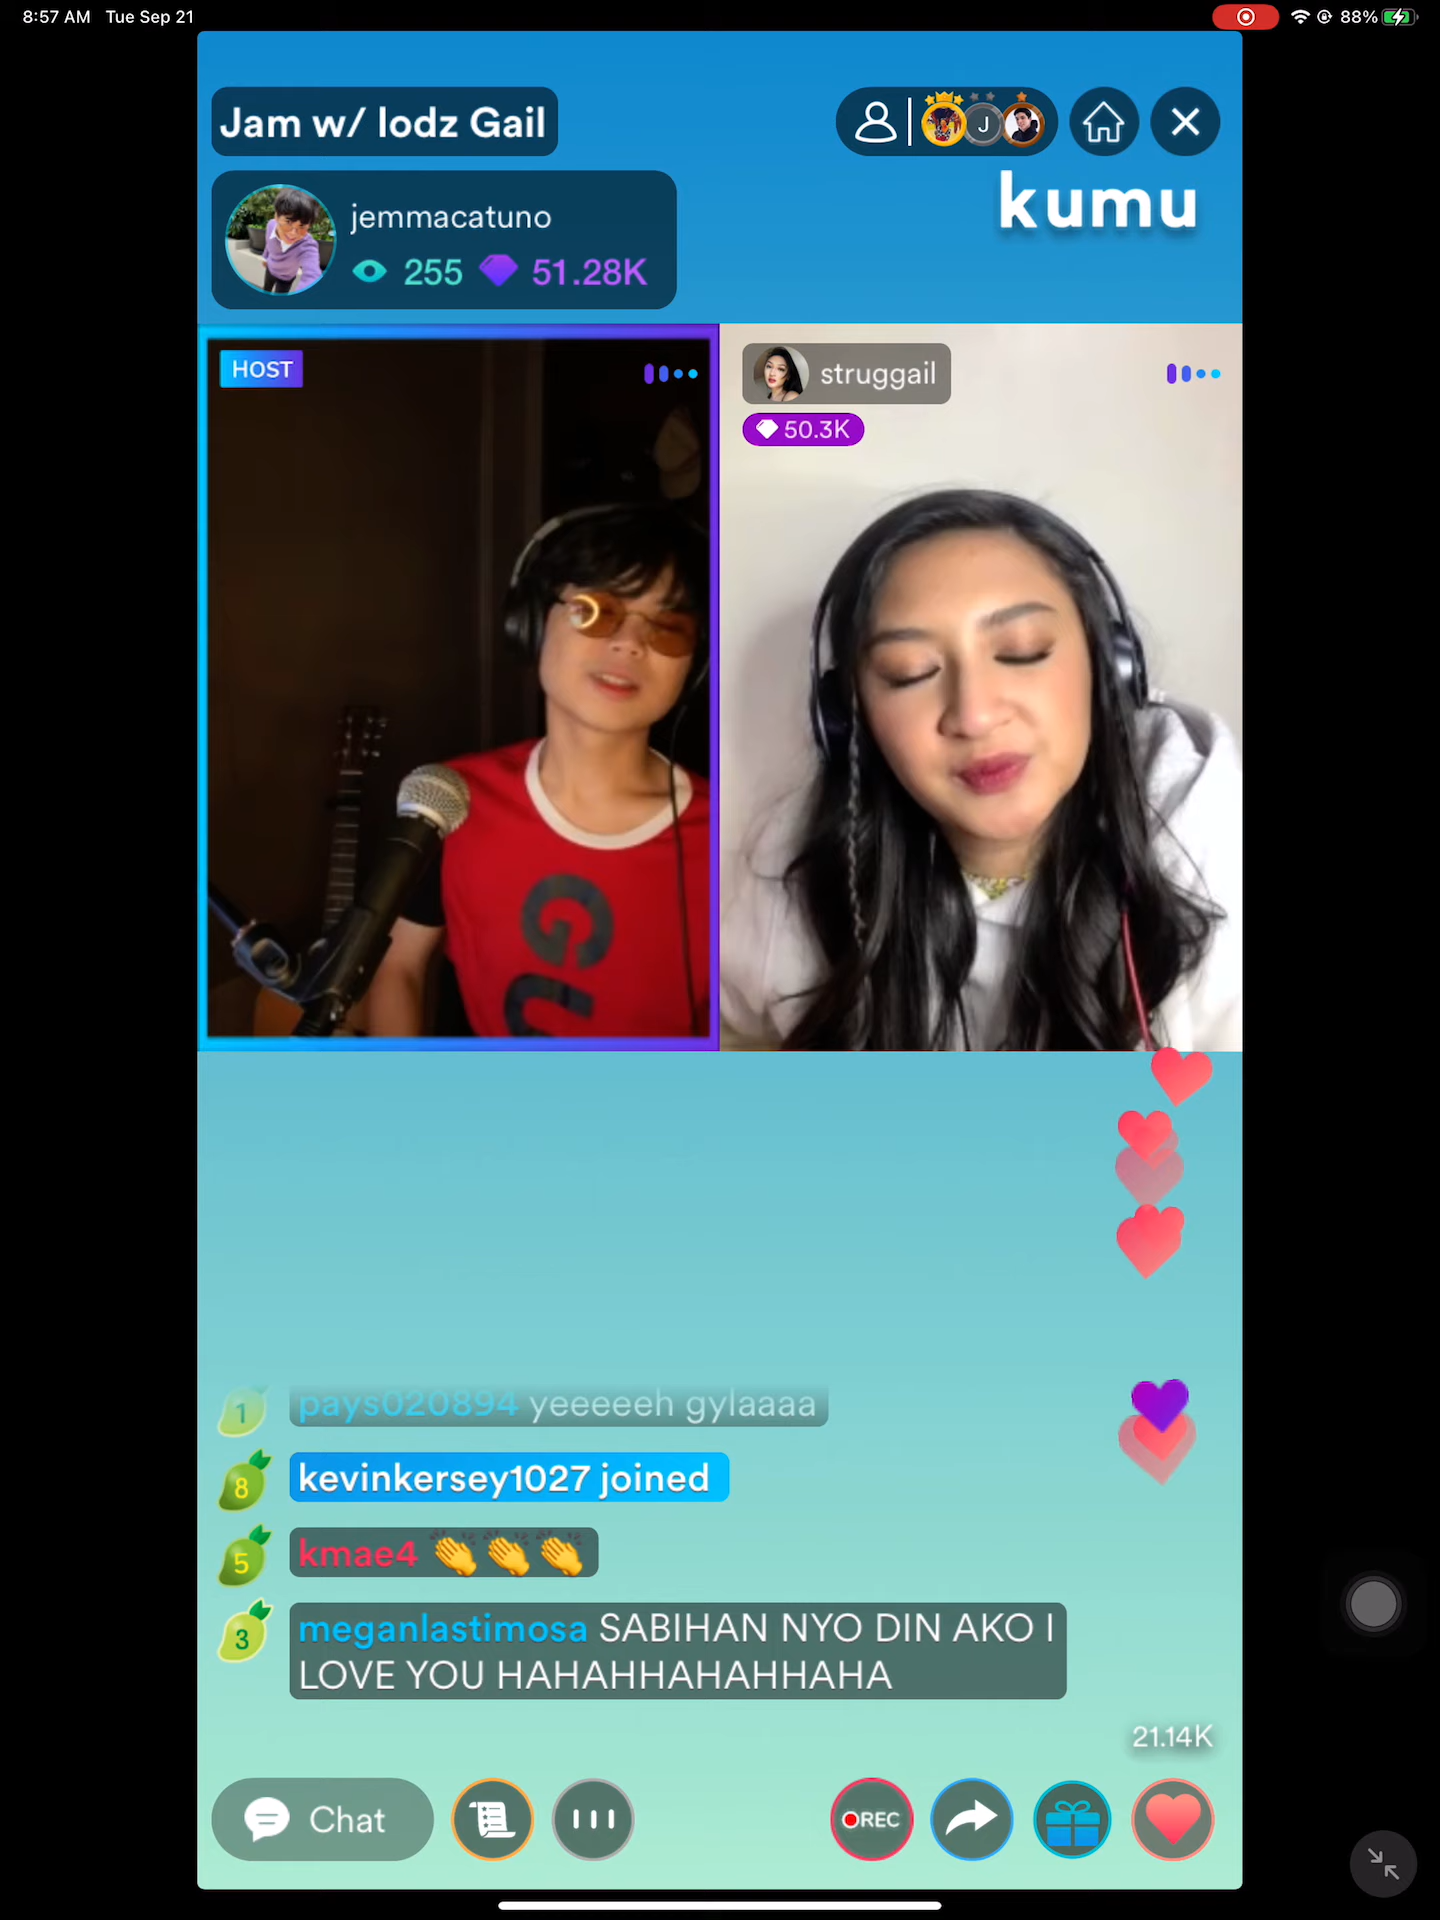 8:57 AM Tue Sep 21
88%
Jam w/ lodz Gail
J
jemmacatuno
255 51.28K
kumu
HOST
struggail
50.3K
GU
1 pays020894 yeeeeeh gylaaaa
8 kevinkersey1027 joined
5 kmae4 👏👏👏
3 meganlastimosa SABIHAN NYO DIN AKO I
LOVE YOU HAHAHHAHAHHAHA
21.14K
Chat
REC